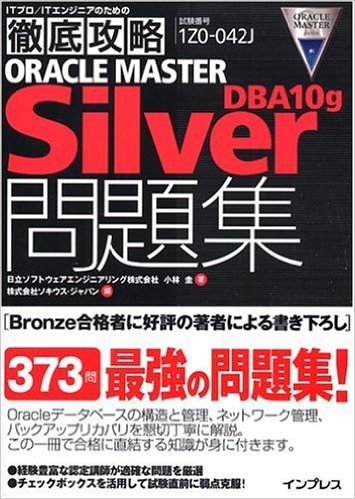 ITプロ/ITエンジニアのための
徹底攻略
試験番号
1Z0-042J
ORACLE MASTER
ORACLE
MASTER
DBA10g
Silver
問題集
日立ソフトウェアエンジニアリング株式会社 小林 圭 著
株式会社ソキウス・ジャパン 編
[Bronze合格者に好評の著者による書き下ろし]
373問 最強の問題集!
Oracleデータベースの構造と管理、ネットワーク管理、
バックアップリカバリを懇切丁寧に解説。
この一冊で合格に直結する知識が身に付きます。
●経験豊富な認定講師が適確な問題を厳選
●チェックボックスを活用して試験直前に弱点克服!
インプレス